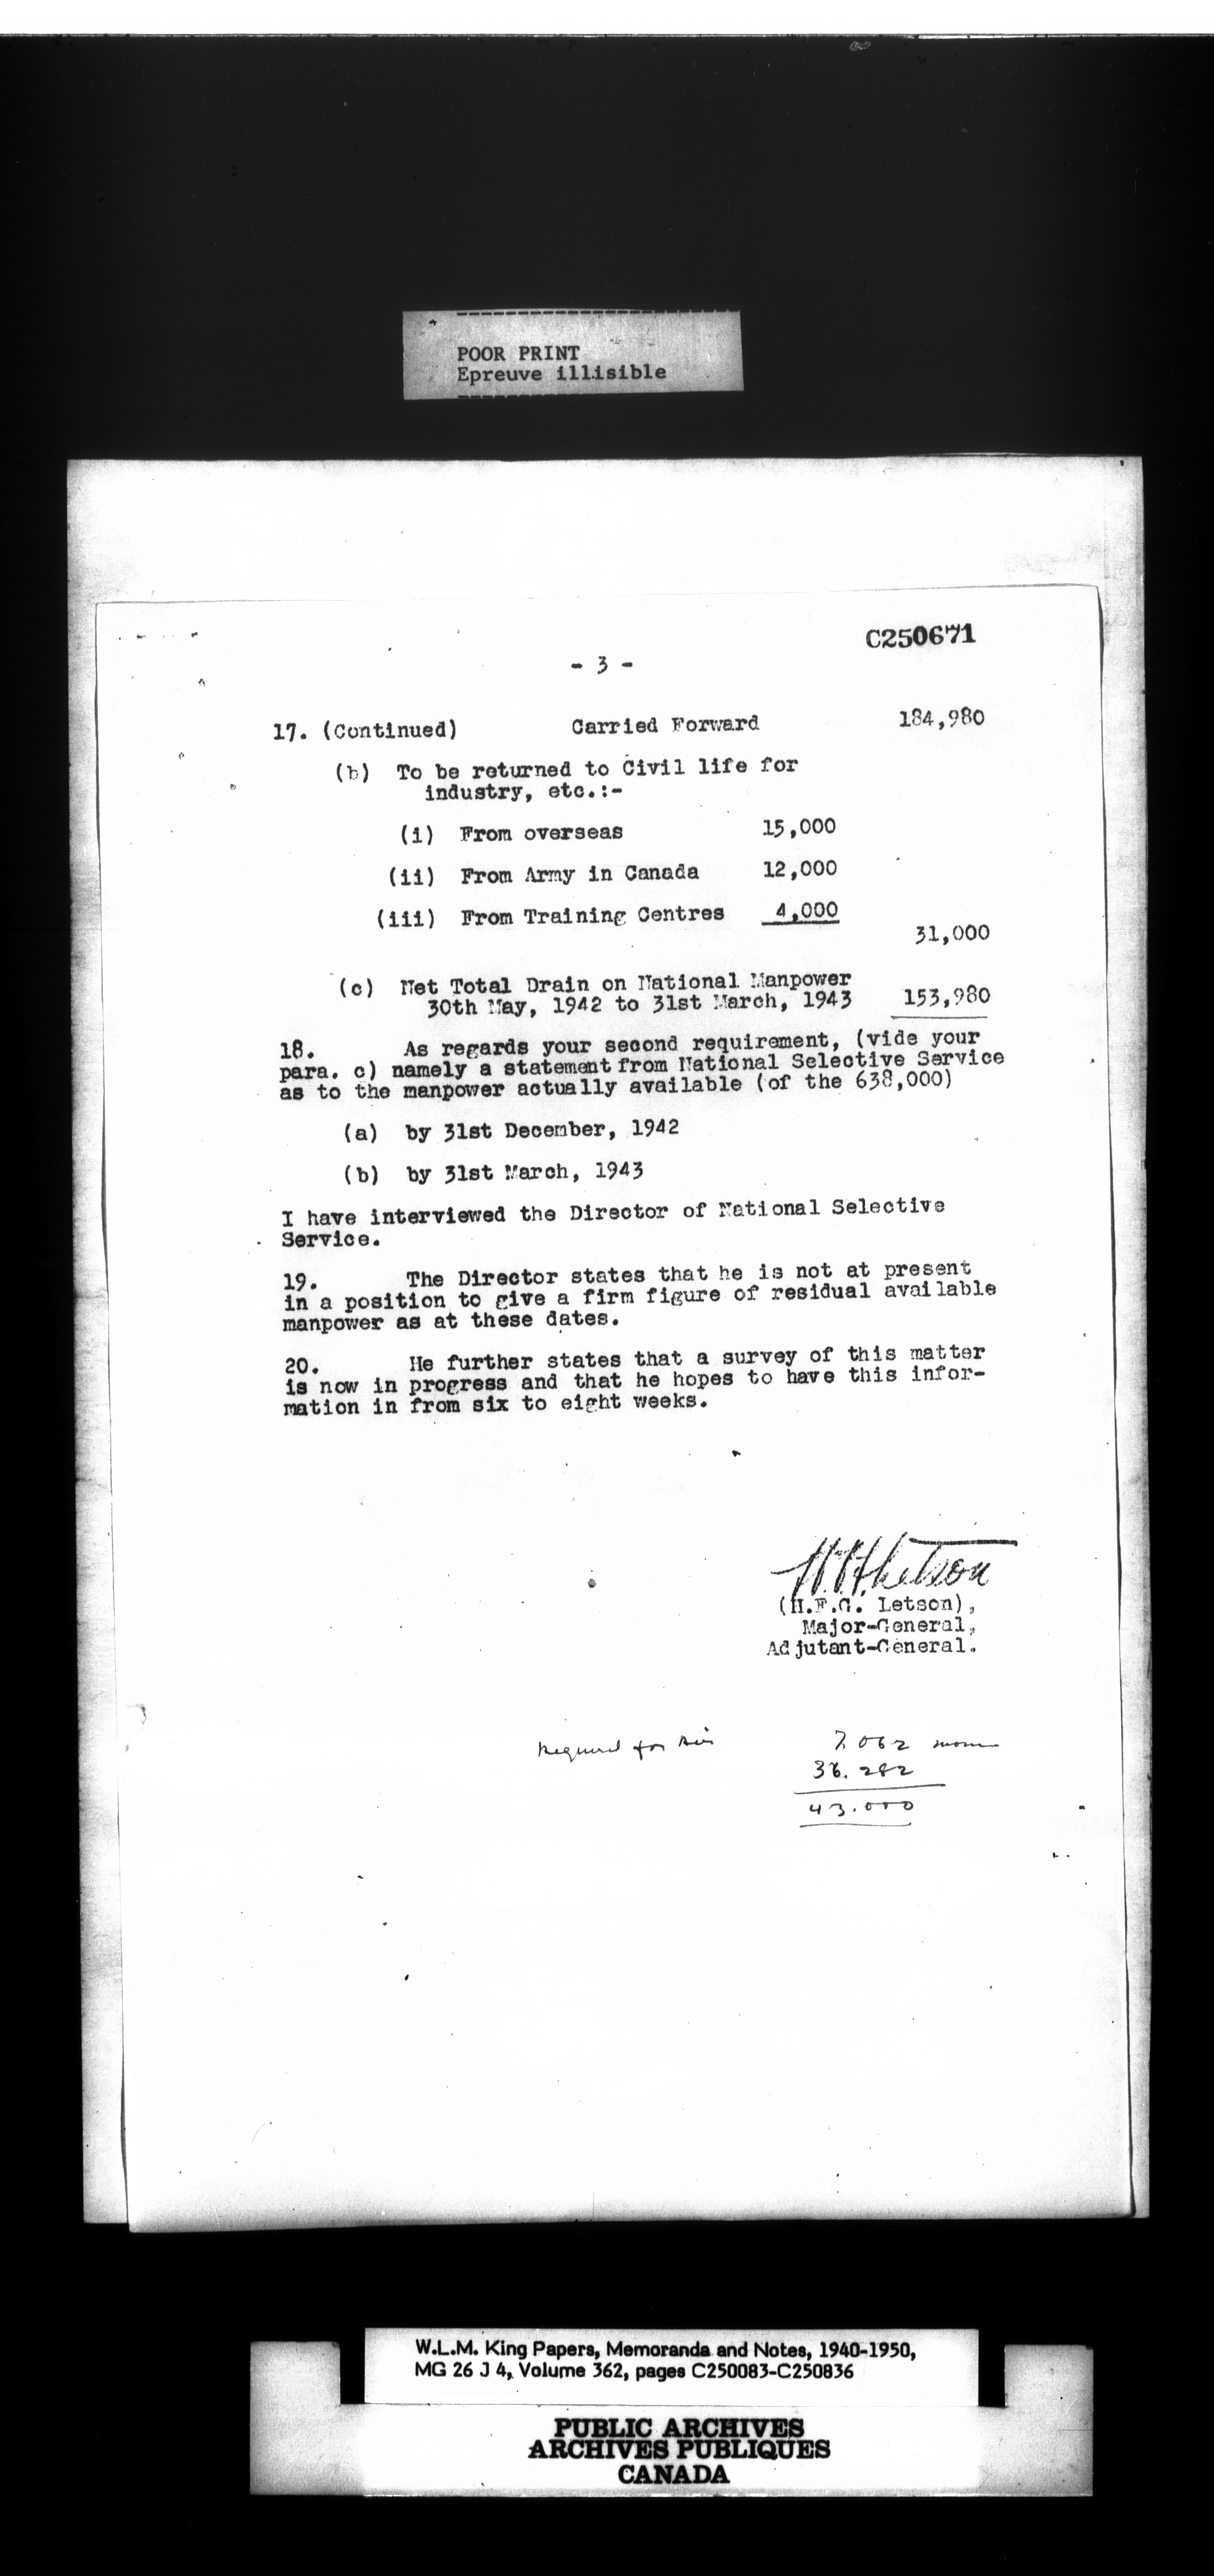 POOR PRINT
Epreuve illisible
C250671
- 3 -
17. (Continued) Carried Forward 184,980
(b) To be returned to Civil life for
industry, etc.:-
(i) From overseas 15,000
(ii) From Army in Canada 12,000
(iii) From Training Centres 4,000
31,000
(c) Net Total Drain on National Manpower
30th May, 1942 to 31st March, 1943 153,980
18. As regards your second requirement, (vide your
para. c) namely a statement from National Selective Service
as to the manpower actually available (of the 638,000)
(a) by 31st December, 1942
(b) by 31st March, 1943
I have interviewed the Director of National Selective
Service.
19. The Director states that he is not at present
in a position to give a firm figure of residual available
manpower as at these dates.
20. He further states that a survey of this matter
is now in progress and that he hopes to have this infor-
mation in from six to eight weeks.
(H.F.G. Letson),
Major-General,
Adjutant-General.
Required for Air 7.062
36.282
43.000
W.L.M. King Papers, Memoranda and Notes, 1940-1950,
MG 26 J 4, Volume 362, pages C250083-C250836
PUBLIC ARCHIVES
ARCHIVES PUBLIQUES
CANADA